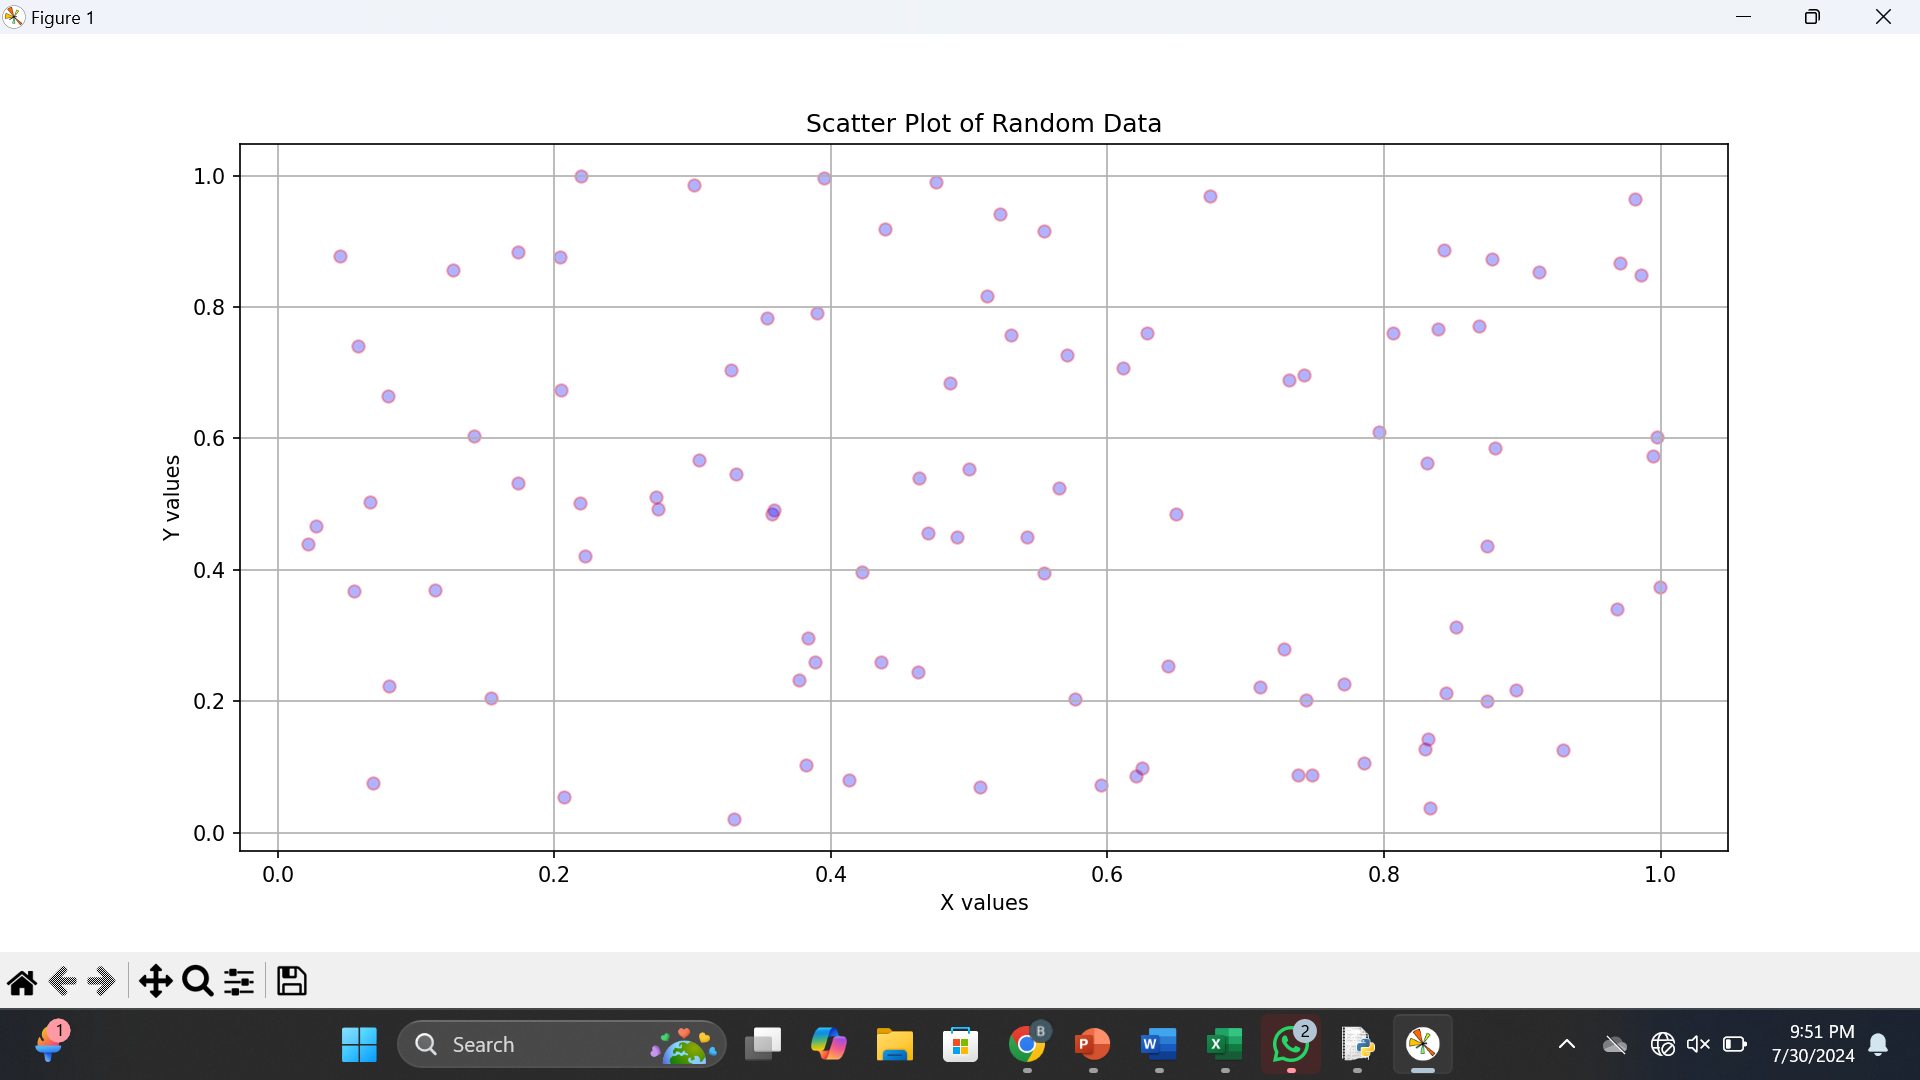 Figure 1
Scatter Plot of Random Data
1.0
0.8
0.6
0.4
0.2
0.0
Y values
0.0 0.2 0.4 0.6 0.8 1.0
X values
1
Search
B
P
W
X
2
9:51 PM
7/30/2024